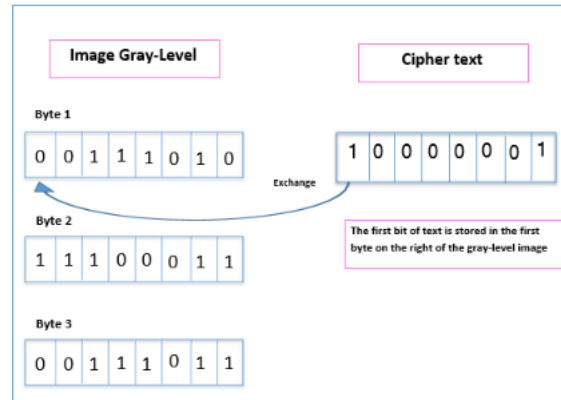 Image Gray-Level
Cipher text
Byte 1
0 0 1 1 1 0 1 0
1 0 0 0 0 0 0 1
Exchange
Byte 2
The first bit of text is stored in the first
byte on the right of the gray-level image
1 1 1 0 0 0 1 1
Byte 3
0 0 1 1 1 0 1 1